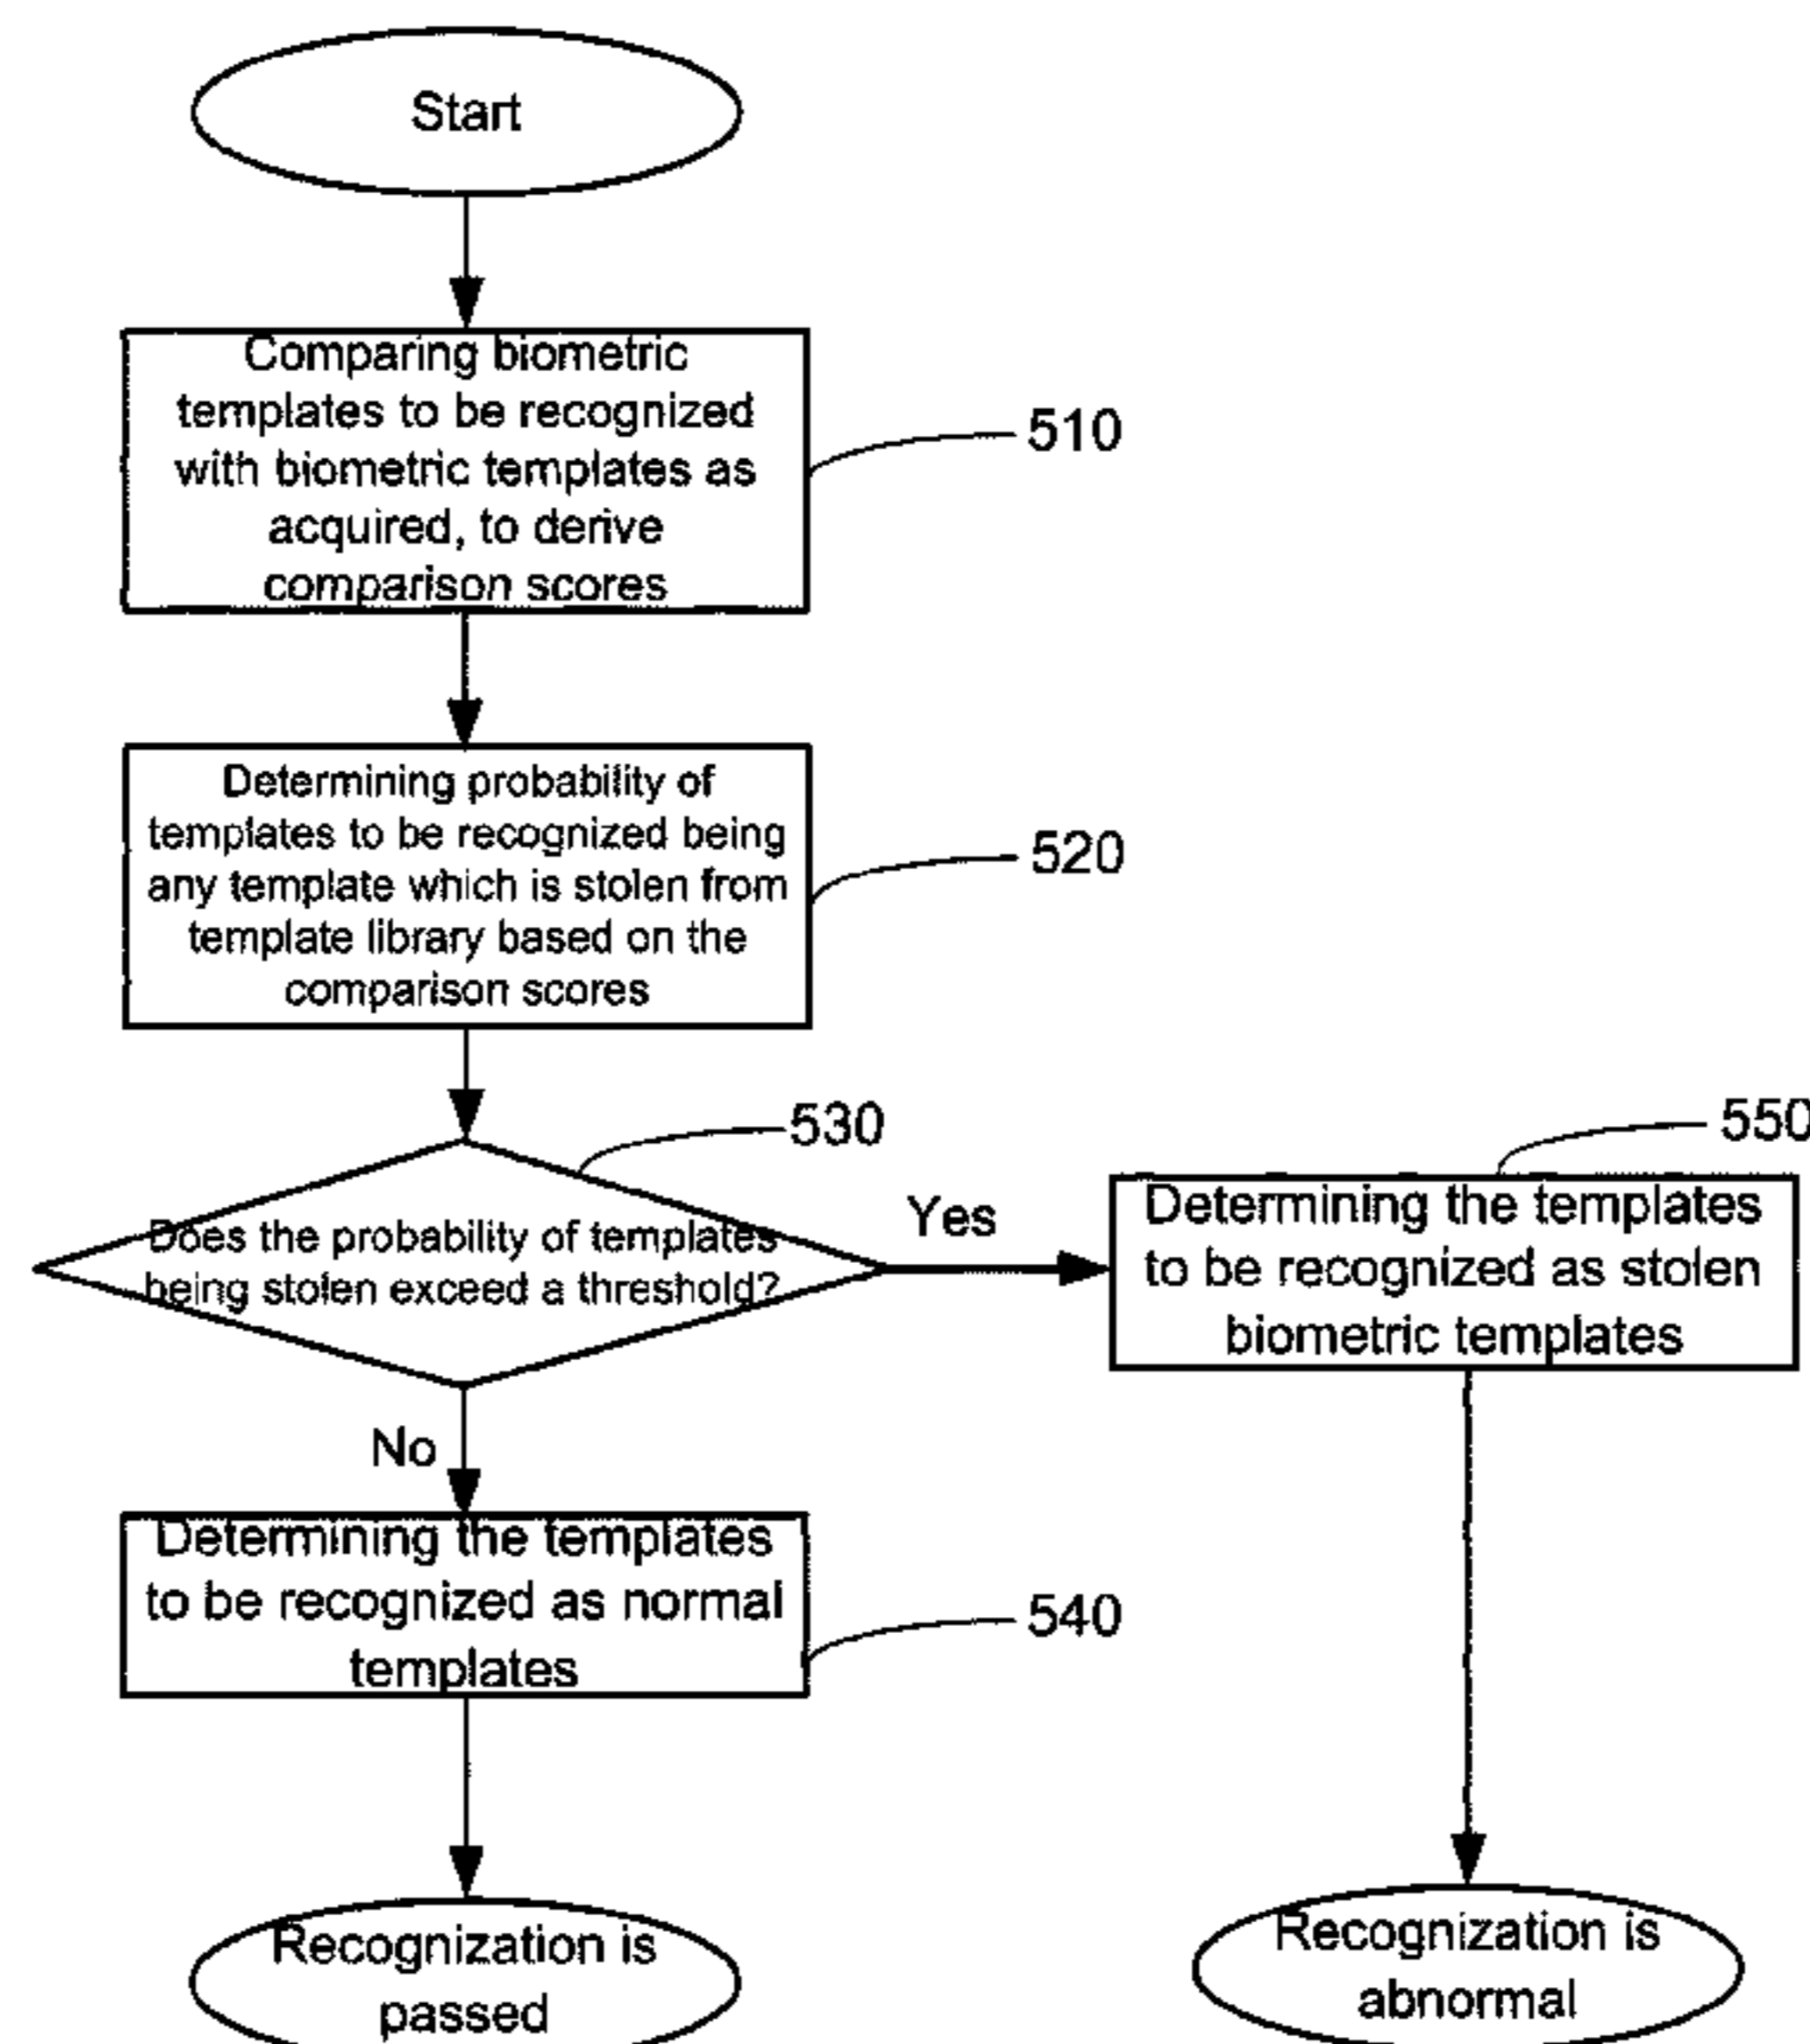 Start
Comparing biometric
templates to be recognized
with biometric templates as
acquired, to derive
comparison scores
510
Determining probability of
templates to be recognized being
any template which is stolen from
template library based on the
comparison scores
520
530
Does the probability of templates
being stolen exceed a threshold?
Yes
550
Determining the templates
to be recognized as stolen
biometric templates
No
Determining the templates
to be recognized as normal
templates
540
Recognization is
passed
Recognization is
abnormal